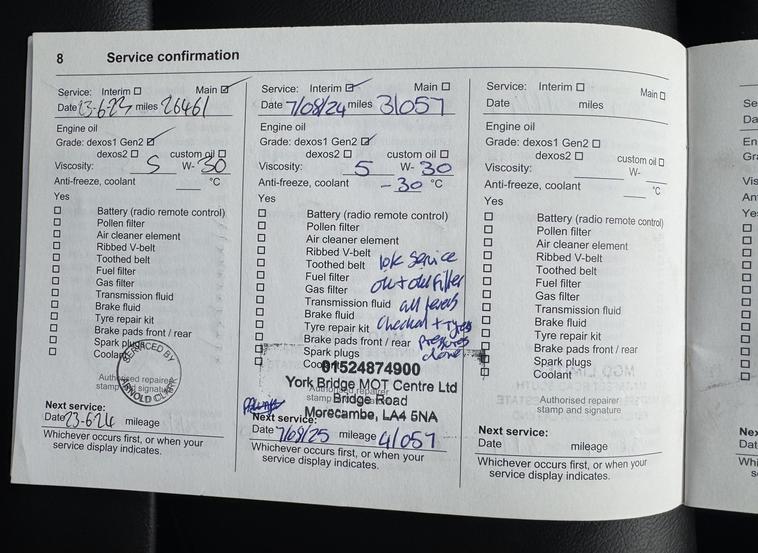 8 Service confirmation
Service: Interim Main
Date 23-6-23 miles 26461
Engine oil
Grade: dexos1 Gen2
dexos2 custom oil
Viscosity: 5 W- 30
Anti-freeze, coolant °C
Yes
Battery (radio remote control)
Pollen filter
Air cleaner element
Ribbed V-belt
Toothed belt
Fuel filter
Gas filter
Transmission fluid
Brake fluid
Tyre repair kit
Brake pads front / rear
Spark plugs
Coolant
SERVICED BY
ARNOLD CLARK
Authorised repairer
stamp and signature
Next service:
Date 23-6-24 mileage
Whichever occurs first, or when your
service display indicates.
Service: Interim Main
Date 7/08/24 miles 31057
Engine oil
Grade: dexos1 Gen2
dexos2 custom oil
Viscosity: 5 W- 30
Anti-freeze, coolant -30 °C
Battery (radio remote control)
Pollen filter
Air cleaner element
Ribbed V-belt
Toothed belt 10k Service
Fuel filter
Gas filter oil + oil filter
Transmission fluid all levels
Brake fluid
Tyre repair kit Checked + Tyres
Brake pads front / rear Pressures
Spark plugs done
Coolant
01524874900
York Bridge MOT Centre Ltd
Authorised repairer
stamp and signature
Bridge Road
Morecambe, LA4 5NA
Next service:
Date 7/08/25 mileage 41057
Whichever occurs first, or when your
service display indicates.
Service: Interim Main
Date miles
Engine oil
Grade: dexos1 Gen2
dexos2 custom oil
Viscosity: W-
Anti-freeze, coolant °C
Yes
Battery (radio remote control)
Pollen filter
Air cleaner element
Ribbed V-belt
Toothed belt
Fuel filter
Gas filter
Transmission fluid
Brake fluid
Tyre repair kit
Brake pads front / rear
Spark plugs
Coolant
Authorised repairer
stamp and signature
Next service:
Date mileage
Whichever occurs first, or when your
service display indicates.